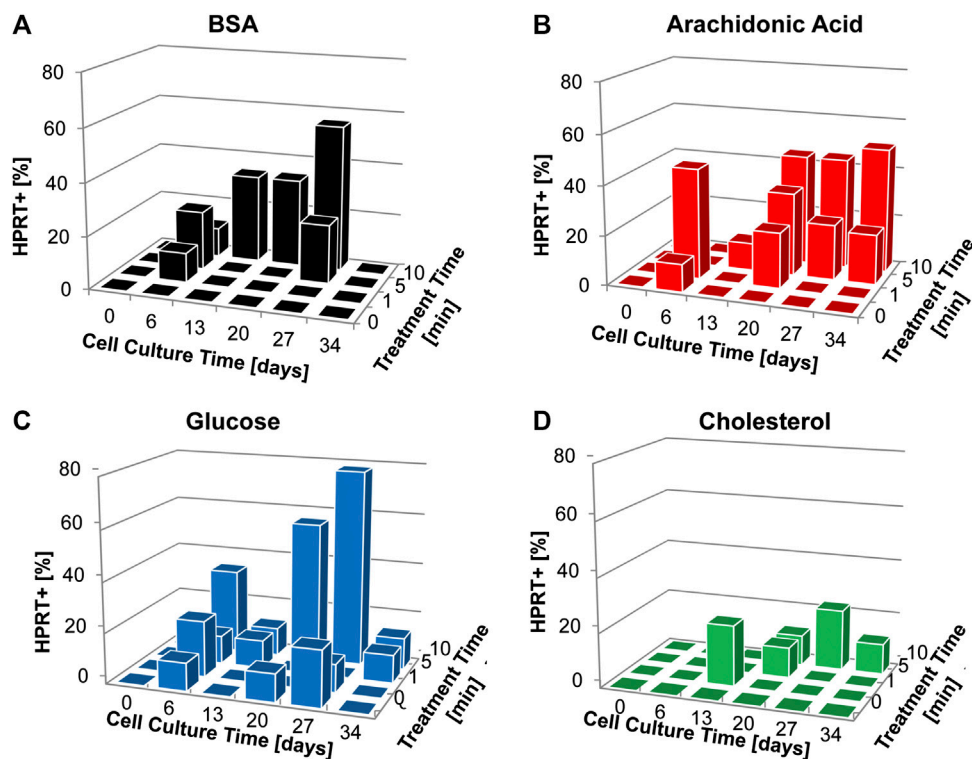 A
BSA
HPRT+ [%]
80
60
40
20
0
0
6
13
20
27
34
Cell Culture Time [days]
0
1
5
10
Treatment Time
[min]
B
Arachidonic Acid
HPRT+ [%]
80
60
40
20
0
0
6
13
20
27
34
Cell Culture Time [days]
0
1
5
10
Treatment Time
[min]
C
Glucose
HPRT+ [%]
80
60
40
20
0
0
6
13
20
27
34
Cell Culture Time [days]
0
1
5
10
Treatment Time
[min]
D
Cholesterol
HPRT+ [%]
80
60
40
20
0
0
6
13
20
27
34
Cell Culture Time [days]
0
1
5
10
Treatment Time
[min]